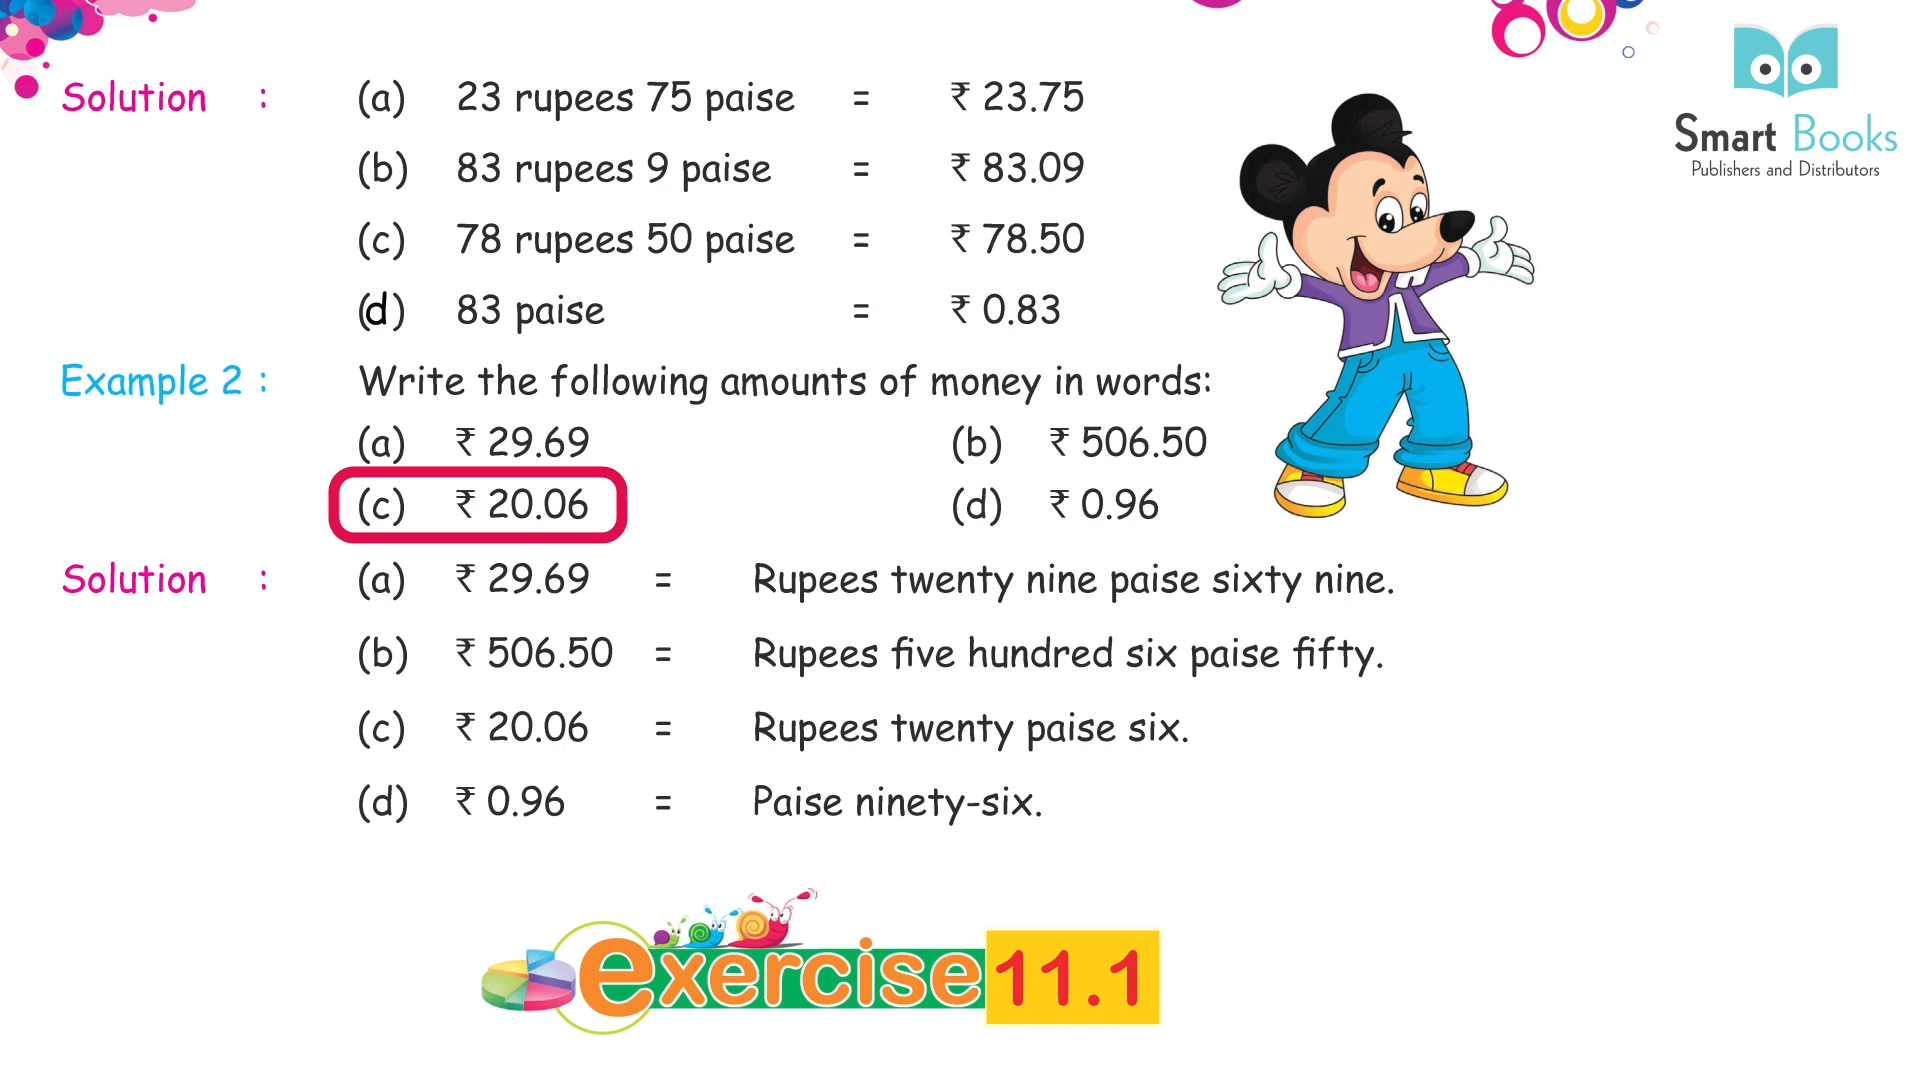 Solution : (a) 23 rupees 75 paise = ₹ 23.75
(b) 83 rupees 9 paise = ₹ 83.09
(c) 78 rupees 50 paise = ₹ 78.50
(d) 83 paise = ₹ 0.83
Smart Books
Publishers and Distributors
Example 2 : Write the following amounts of money in words:
(a) ₹ 29.69 (b) ₹ 506.50
(c) ₹ 20.06 (d) ₹ 0.96
Solution : (a) ₹ 29.69 = Rupees twenty nine paise sixty nine.
(b) ₹ 506.50 = Rupees five hundred six paise fifty.
(c) ₹ 20.06 = Rupees twenty paise six.
(d) ₹ 0.96 = Paise ninety-six.
exercise 11.1